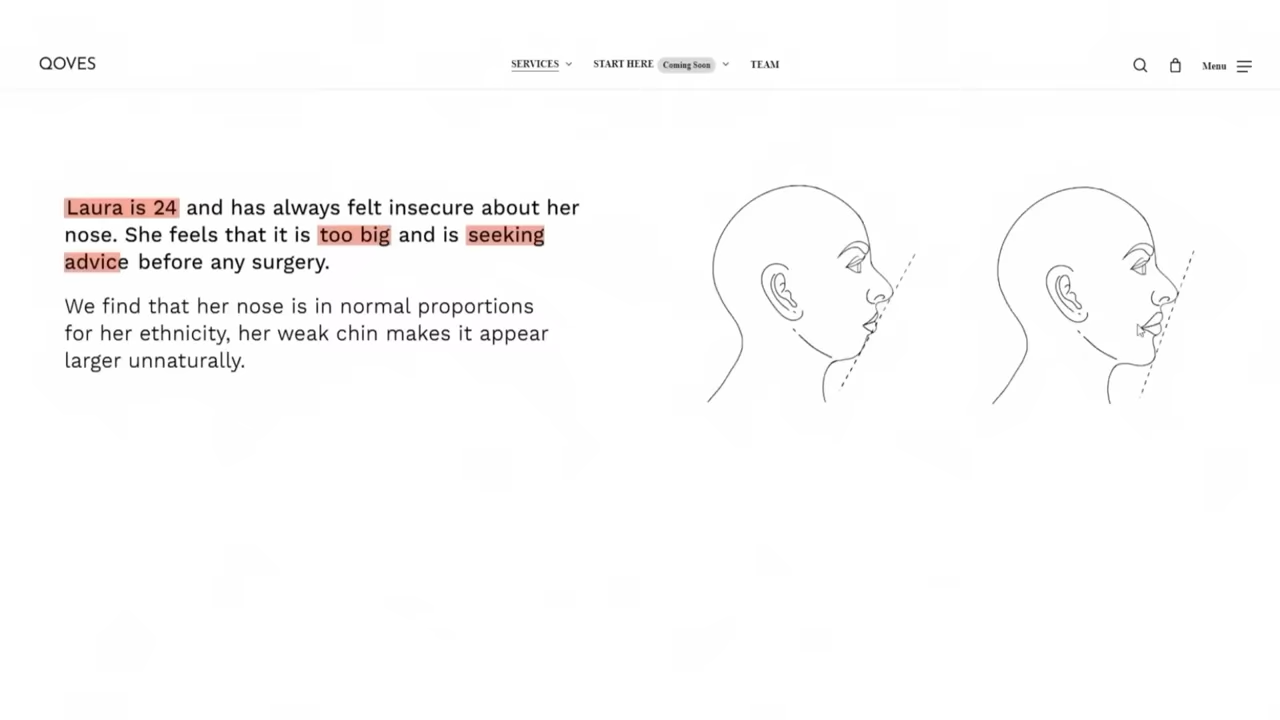 QOVES
SERVICES
START HERE Coming Soon
TEAM
Menu
Laura is 24 and has always felt insecure about her
nose. She feels that it is too big and is seeking
advice before any surgery.
We find that her nose is in normal proportions
for her ethnicity, her weak chin makes it appear
larger unnaturally.